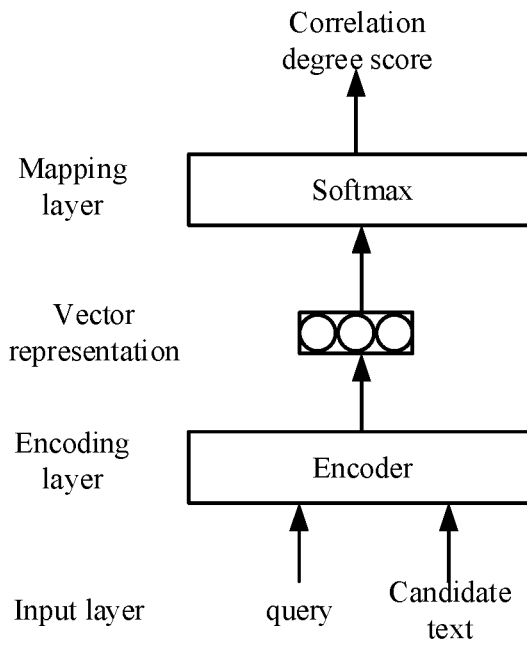 Correlation
degree score
Mapping
layer
Softmax
Vector
representation
Encoding
layer
Encoder
Input layer
query
Candidate
text